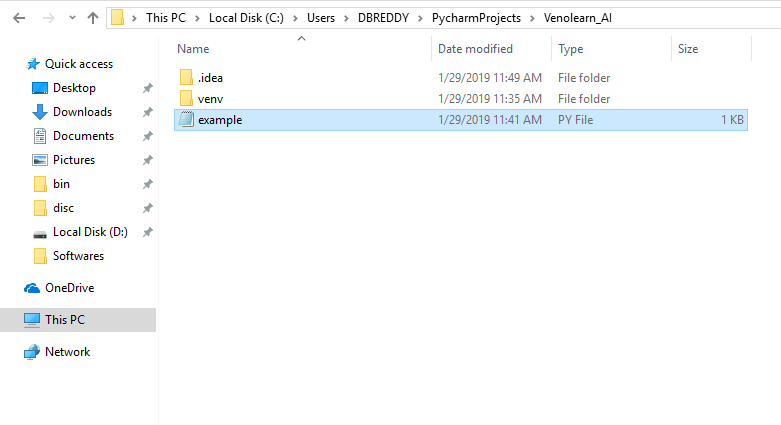 This PC > Local Disk (C:) > Users > DBREDDY > PycharmProjects > Venolearn_AI
Name Date modified Type Size
Quick access
Desktop
Downloads
Documents
Pictures
bin
disc
Local Disk (D:)
Softwares
OneDrive
This PC
Network
.idea 1/29/2019 11:49 AM File folder
venv 1/29/2019 11:35 AM File folder
example 1/29/2019 11:41 AM PY File 1 KB